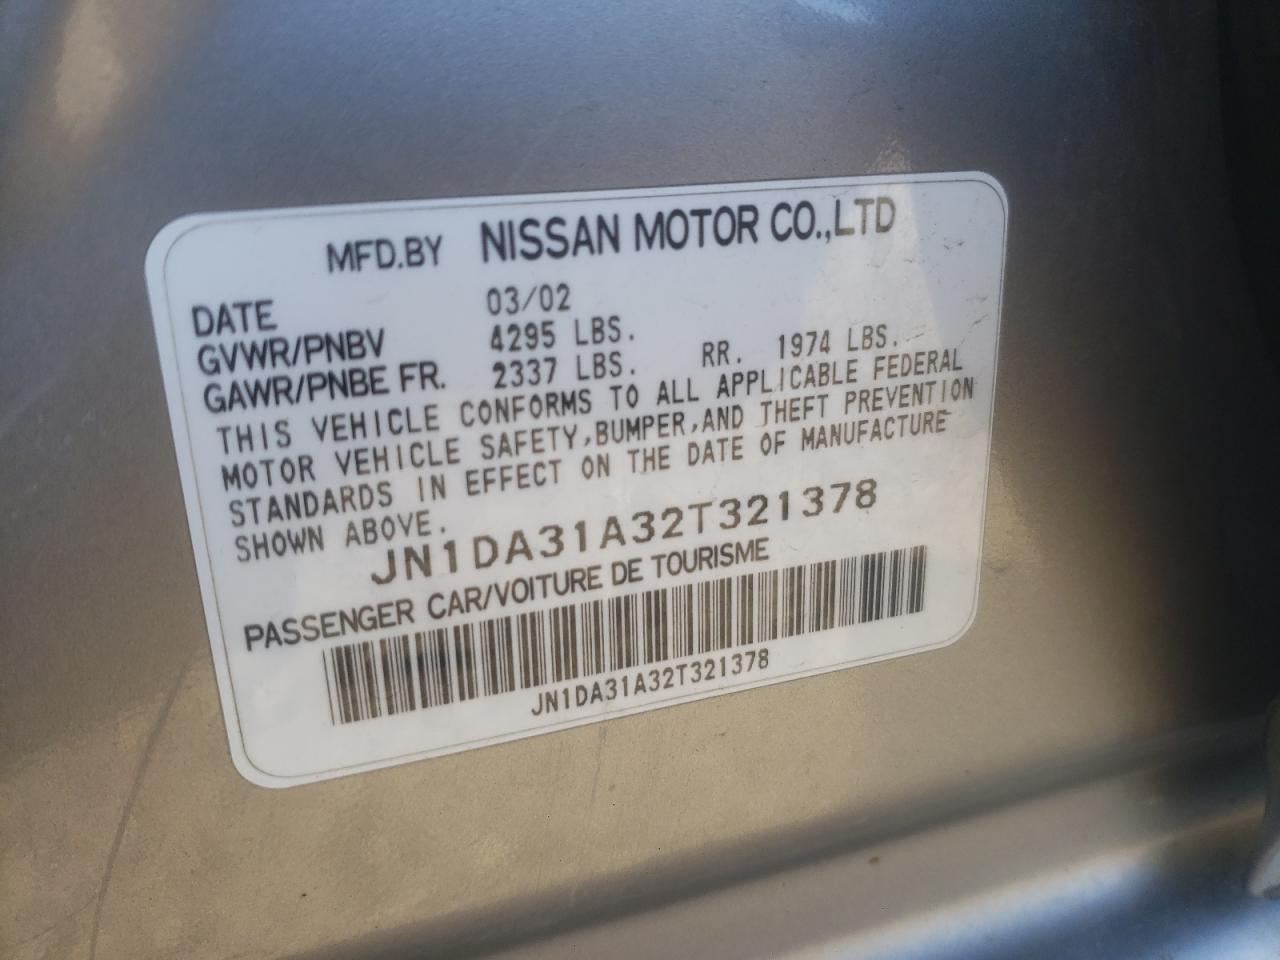 MFD.BY NISSAN MOTOR CO.,LTD
DATE 03/02
GVWR/PNBV 4295 LBS.
GAWR/PNBE FR. 2337 LBS. RR. 1974 LBS.
THIS VEHICLE CONFORMS TO ALL APPLICABLE FEDERAL
MOTOR VEHICLE SAFETY,BUMPER,AND THEFT PREVENTION
STANDARDS IN EFFECT ON THE DATE OF MANUFACTURE
SHOWN ABOVE.
JN1DA31A32T321378
PASSENGER CAR/VOITURE DE TOURISME
JN1DA31A32T321378